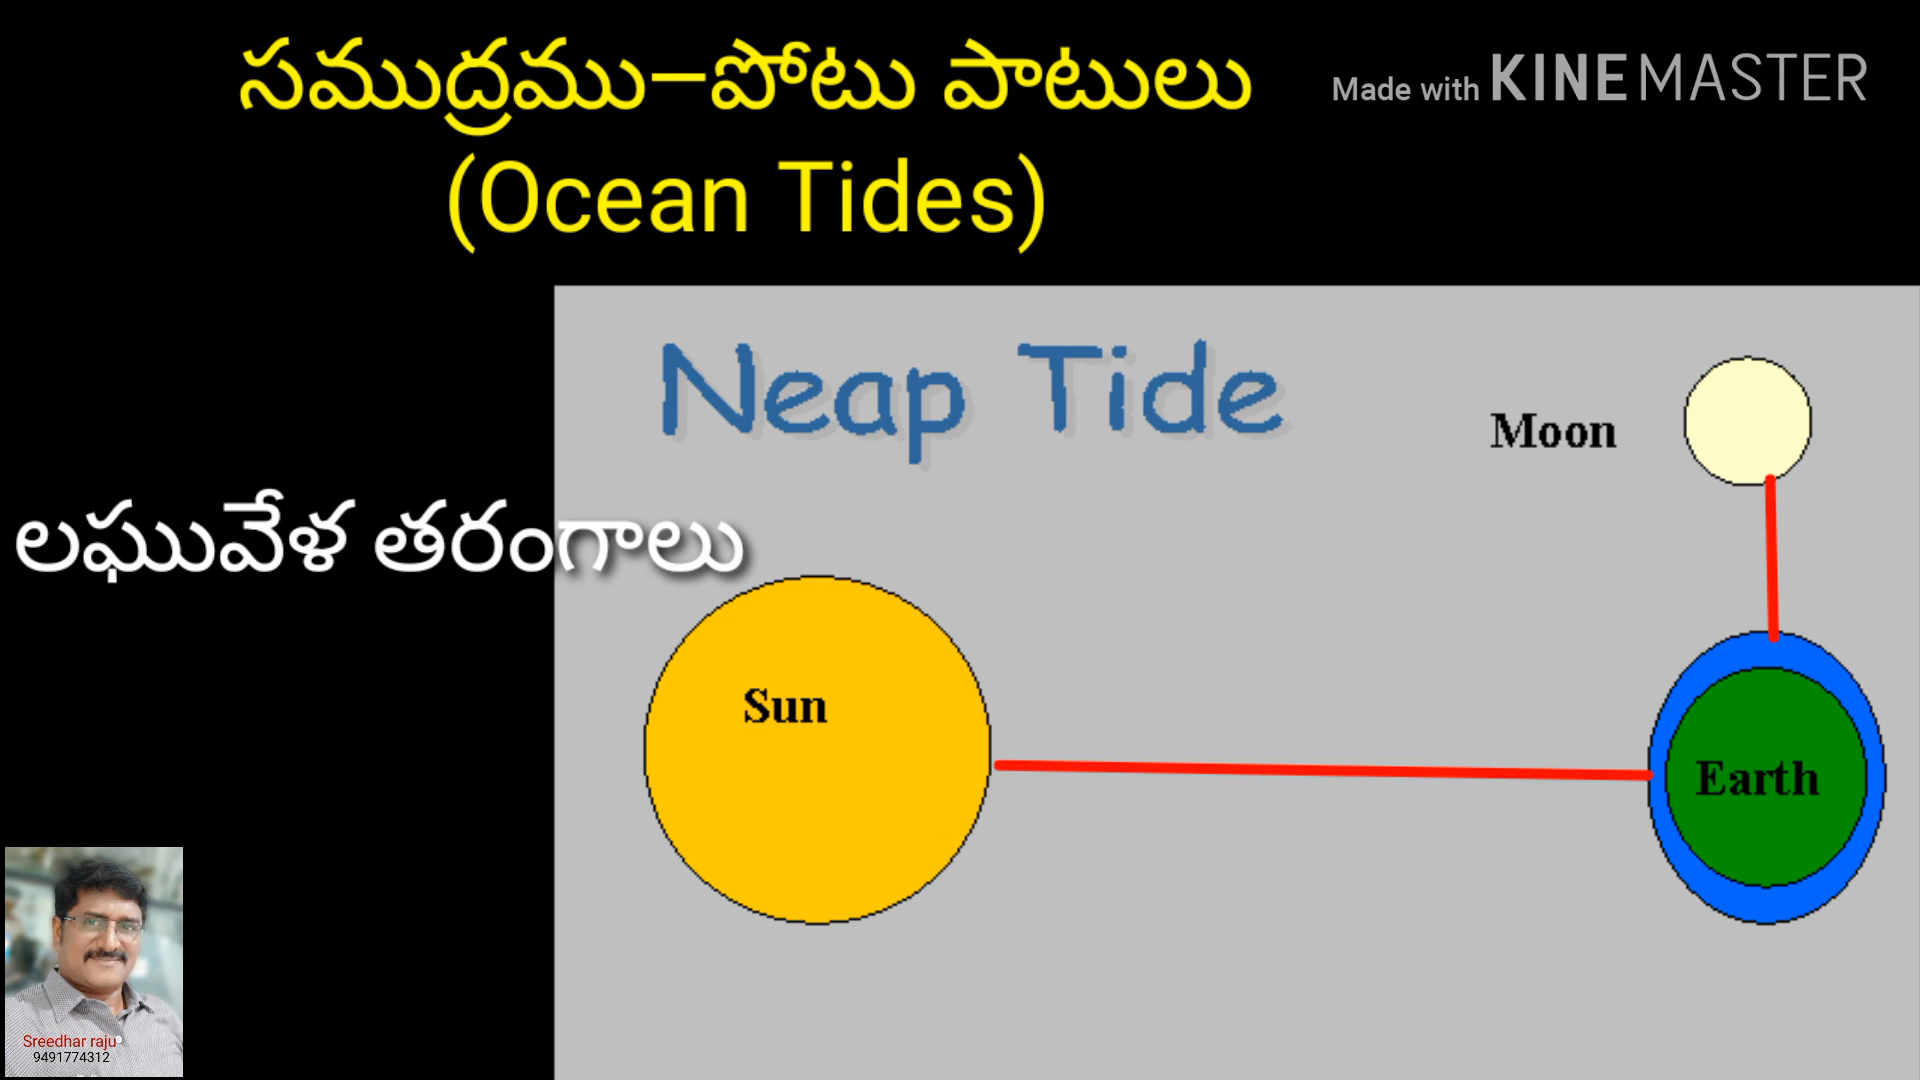 సముద్రము–పోటు పాటులు
(Ocean Tides)
Made with KINEMASTER
Neap Tide
Moon
లఘువేళ తరంగాలు
Sun
Earth
Sreedhar raju
9491774312